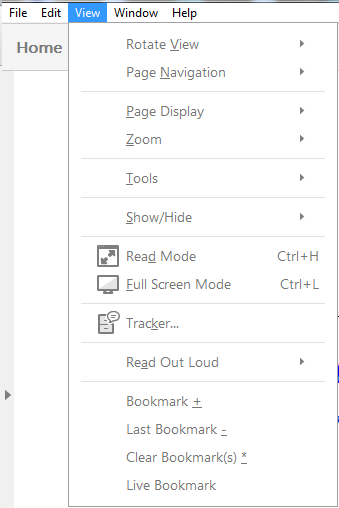 File Edit View Window Help
Home
Rotate View
Page Navigation
Page Display
Zoom
Tools
Show/Hide
Read Mode Ctrl+H
Full Screen Mode Ctrl+L
Tracker...
Read Out Loud
Bookmark +
Last Bookmark -
Clear Bookmark(s) *
Live Bookmark